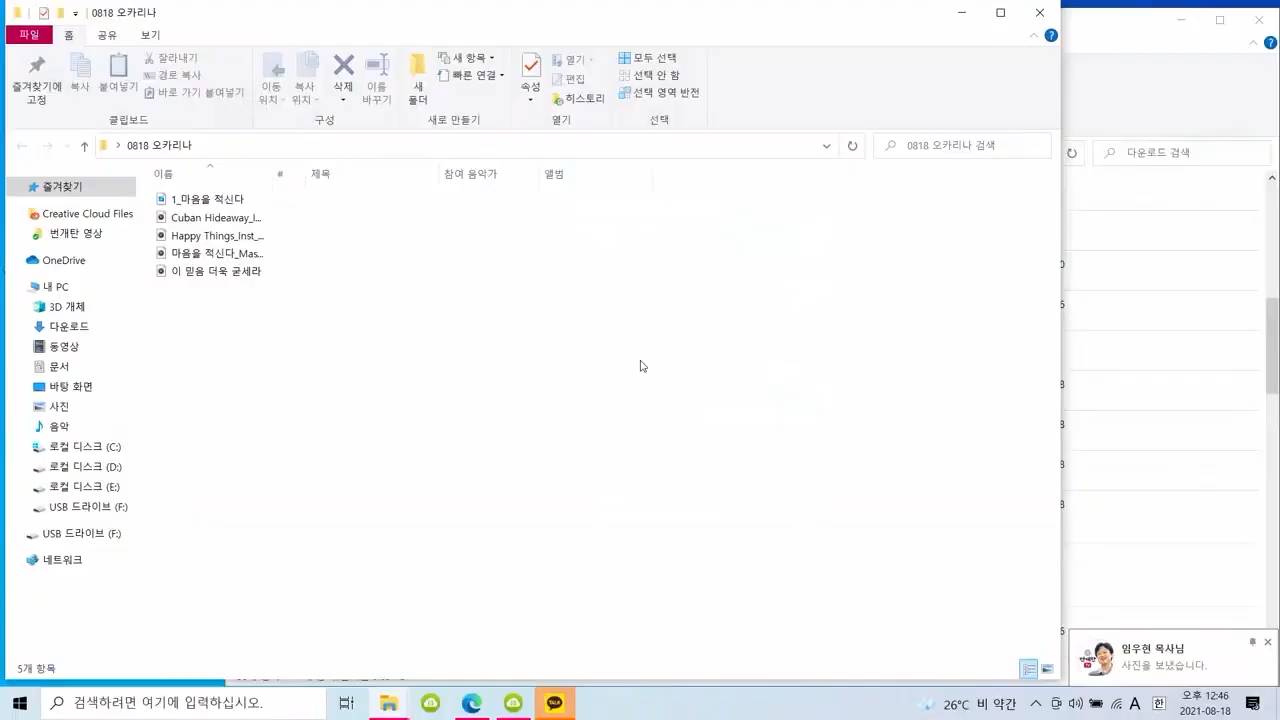 0818 오카리나
파일 홈 공유 보기
즐겨찾기에 고정
복사
붙여넣기
잘라내기
경로 복사
바로 가기 붙여넣기
클립보드
이동 위치
복사 위치
삭제
이름 바꾸기
구성
새 폴더
새 항목
빠른 연결
새로 만들기
속성
열기
편집
히스토리
열기
모두 선택
선택 안 함
선택 영역 반전
선택
0818 오카리나
0818 오카리나 검색
다운로드 검색
이름 # 제목 참여 음악가 앨범
1_마음을 적신다
Cuban Hideaway_I...
Happy Things_Inst_...
마음을 적신다_Mas...
이 믿음 더욱 굳세라
즐겨찾기
Creative Cloud Files
번개탄 영상
OneDrive
내 PC
3D 개체
다운로드
동영상
문서
바탕 화면
사진
음악
로컬 디스크 (C:)
로컬 디스크 (D:)
로컬 디스크 (E:)
USB 드라이브 (F:)
USB 드라이브 (F:)
네트워크
5개 항목
임우현 목사님
사진을 보냈습니다.
검색하려면 여기에 입력하십시오.
TALK
26°C 비 약간
A 한
오후 12:46
2021-08-18